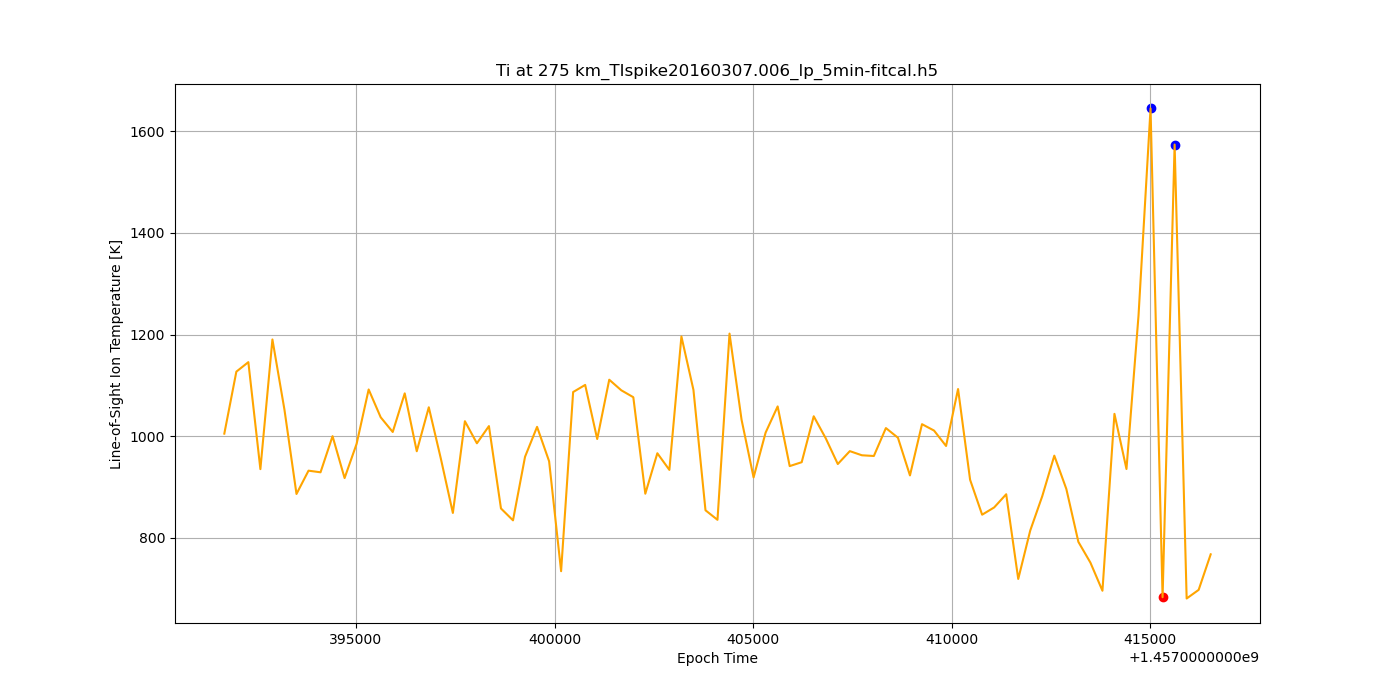 Ti at 275 km_TIspike20160307.006_lp_5min-fitcal.h5
Line-of-Sight Ion Temperature [K]
1600
1400
1200
1000
800
395000
400000
405000
410000
415000
Epoch Time
+1.4570000000e9